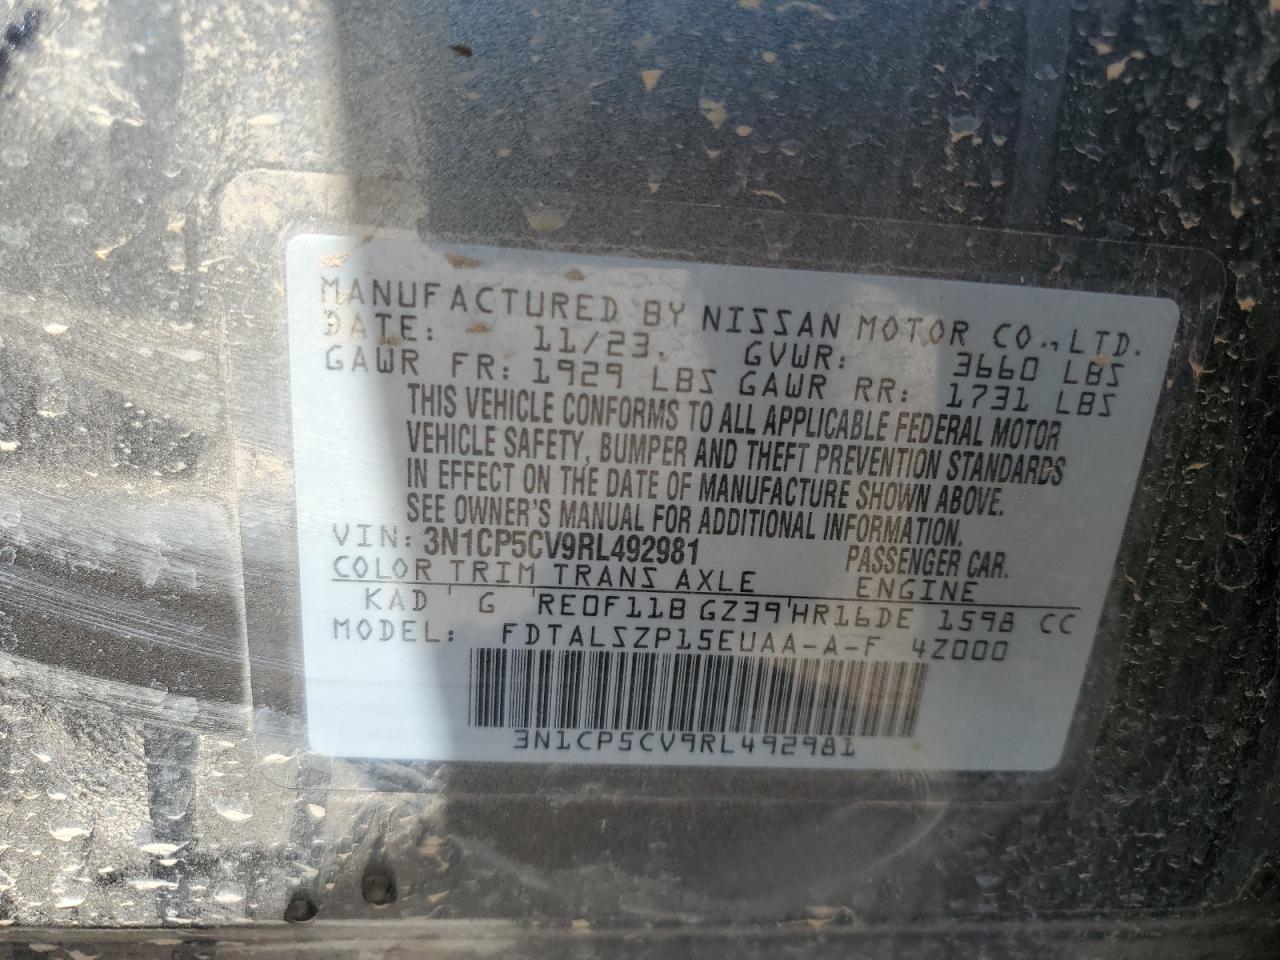 MANUFACTURED BY NISSAN MOTOR CO., LTD.
DATE: 11/23. GVWR: 3660 LBS
GAWR FR: 1929 LBS GAWR RR: 1731 LBS
THIS VEHICLE CONFORMS TO ALL APPLICABLE FEDERAL MOTOR
VEHICLE SAFETY, BUMPER AND THEFT PREVENTION STANDARDS
IN EFFECT ON THE DATE OF MANUFACTURE SHOWN ABOVE.
SEE OWNER'S MANUAL FOR ADDITIONAL INFORMATION.
VIN: 3N1CP5CV9RL492981 PASSENGER CAR.
COLOR TRIM TRANS AXLE ENGINE
KAD G RE0F11B GZ39 HR16DE 1598 CC
MODEL: FDTALSZP15EUAA-A-F 4Z000
3N1CP5CV9RL492981